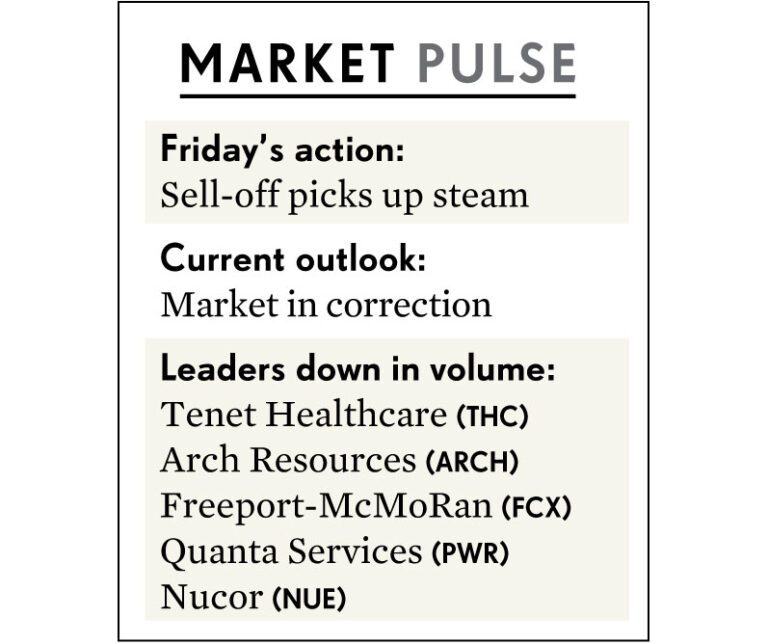 MARKET PULSE
Friday’s action:
Sell-off picks up steam
Current outlook:
Market in correction
Leaders down in volume:
Tenet Healthcare (THC)
Arch Resources (ARCH)
Freeport-McMoRan (FCX)
Quanta Services (PWR)
Nucor (NUE)